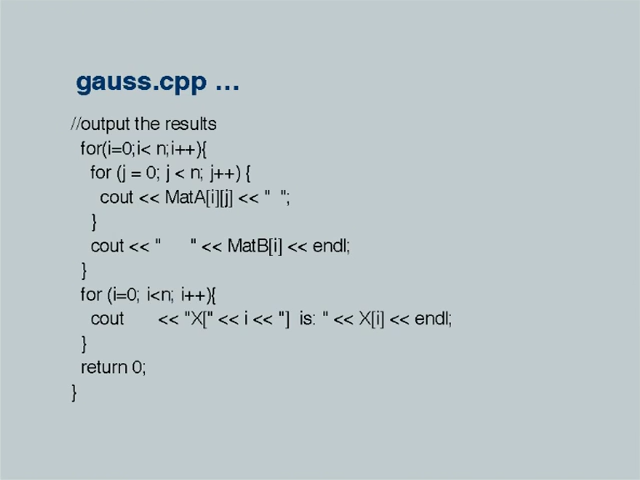 gauss.cpp …
//output the results
for(i=0;i< n;i++){
for (j = 0; j < n; j++) {
cout << MatA[i][j] << "  ";
}
cout << "      " << MatB[i] << endl;
}
for (i=0; i<n; i++){
cout      << "X[" << i << "]  is: " << X[i] << endl;
}
return 0;
}